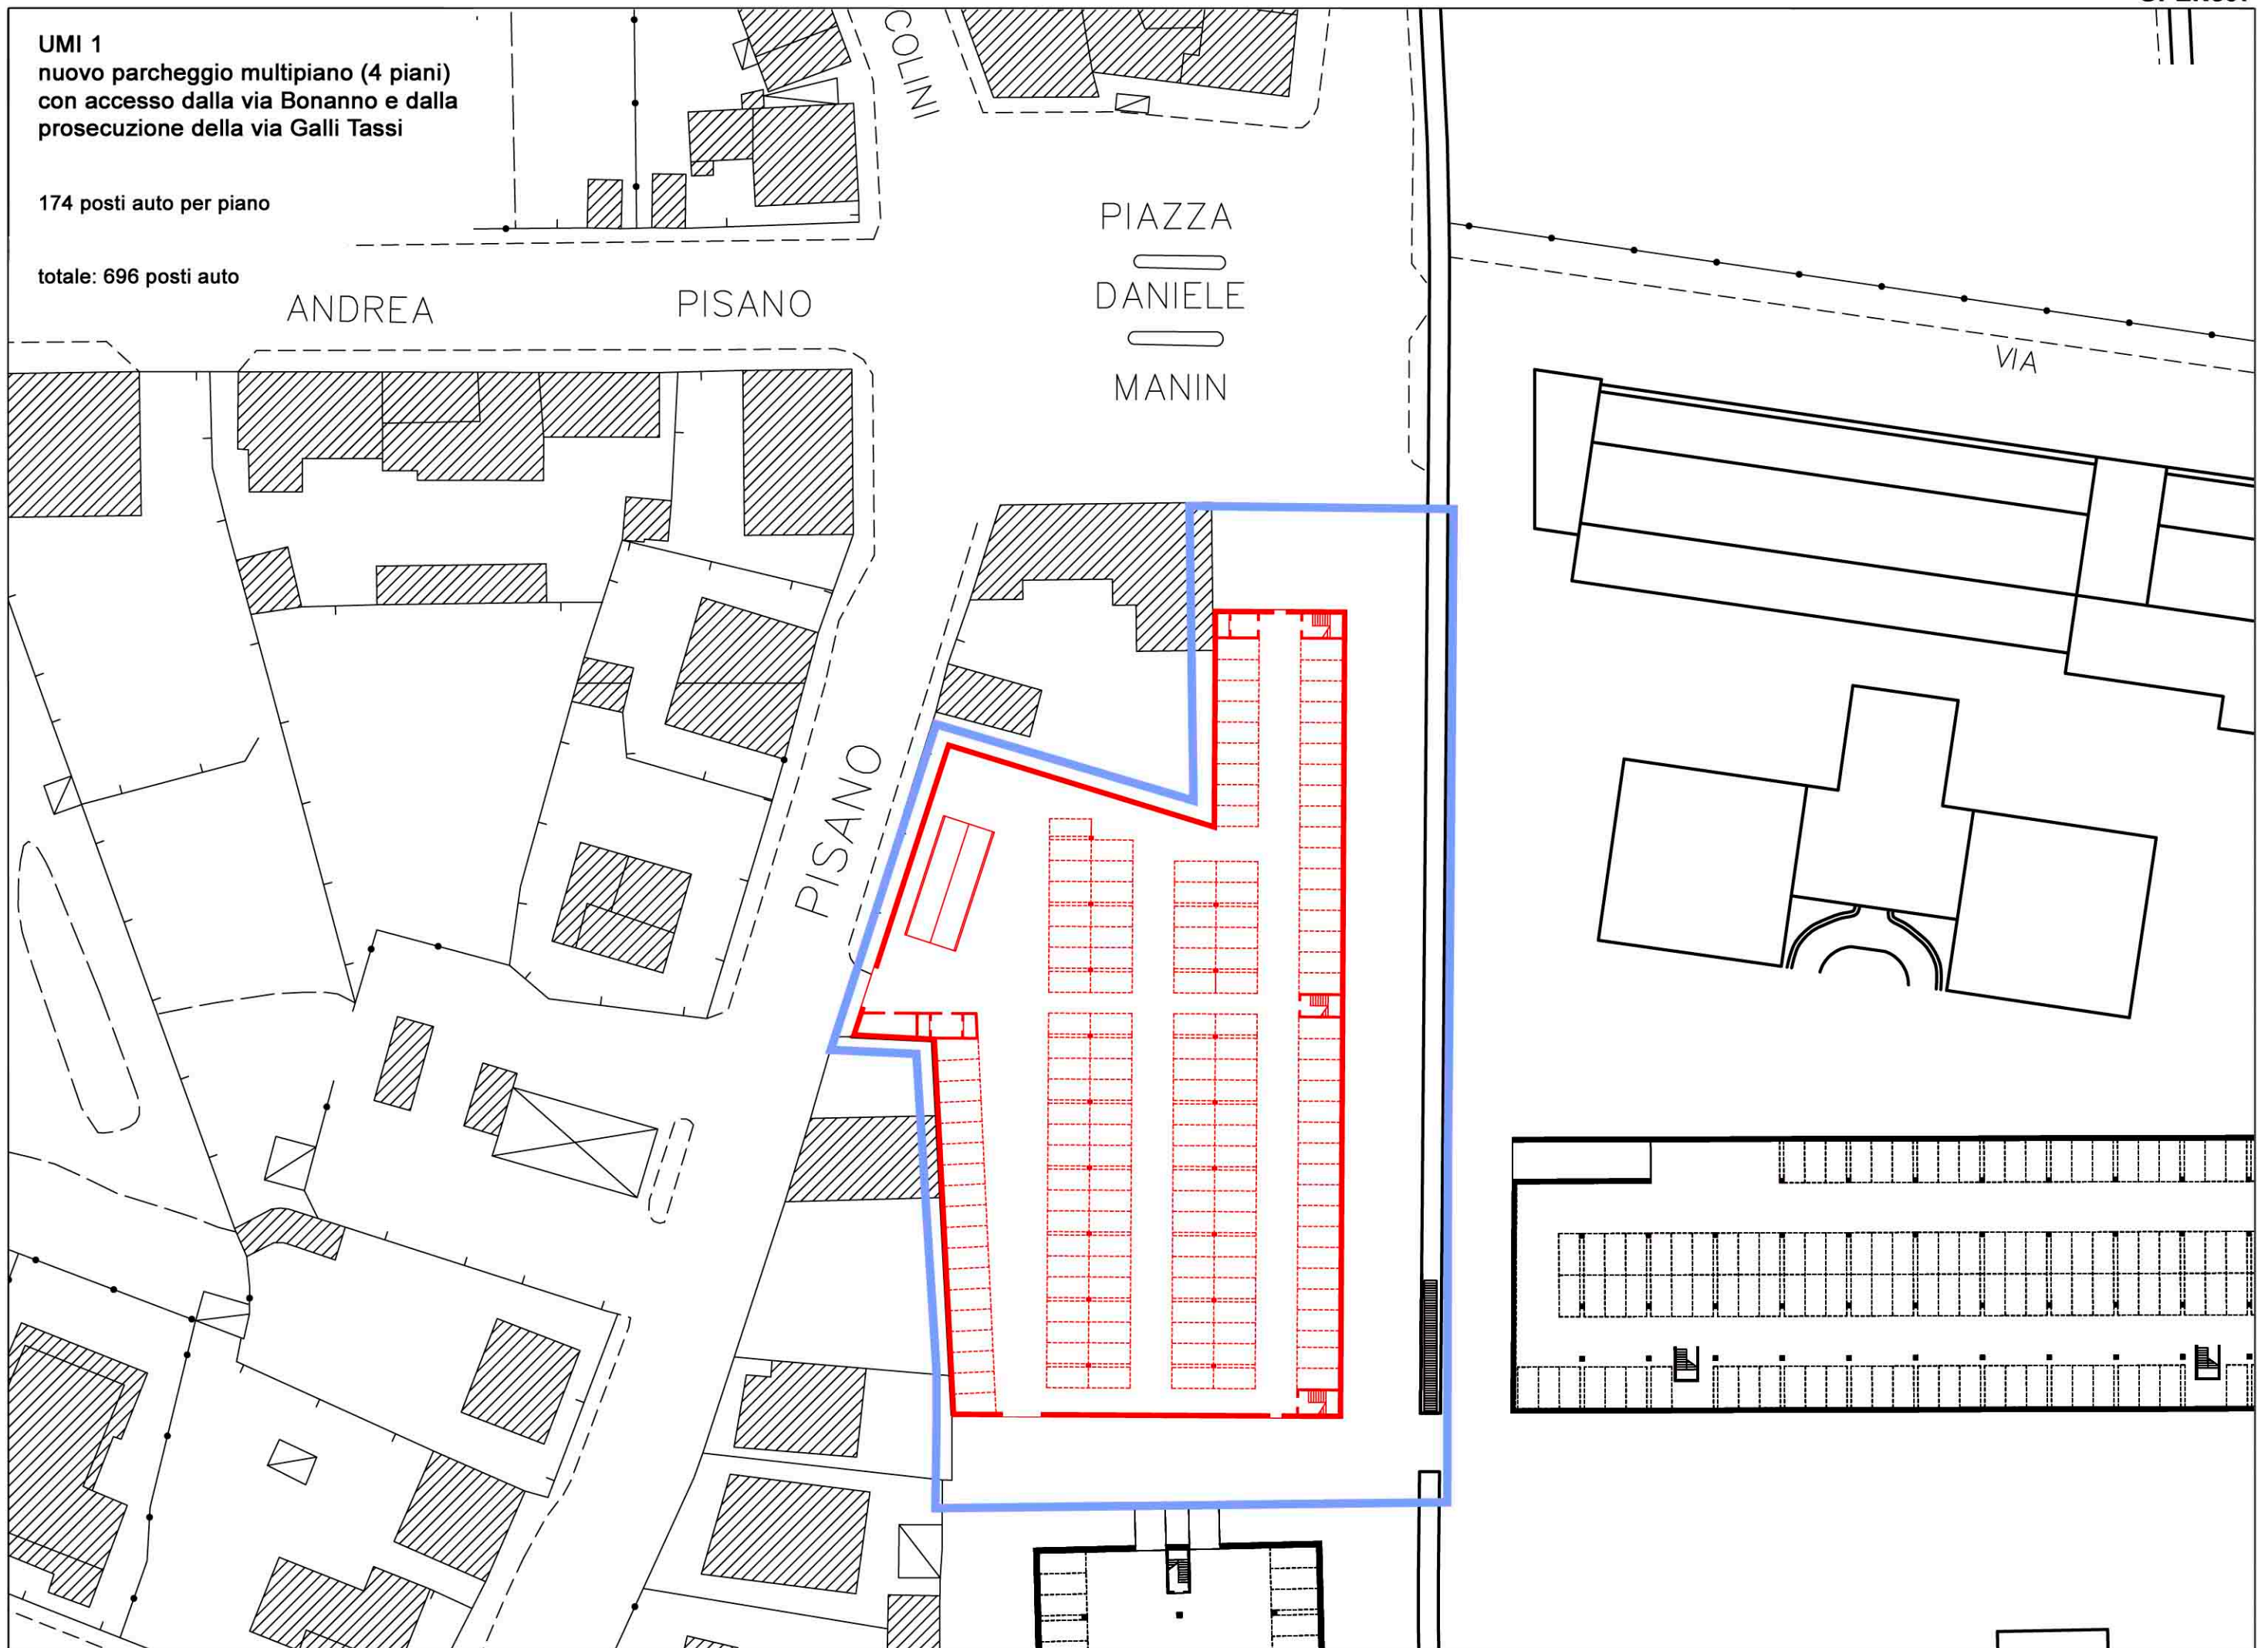 UMI 1
nuovo parcheggio multipiano (4 piani)
con accesso dalla via Bonanno e dalla
prosecuzione della via Galli Tassi
174 posti auto per piano
totale: 696 posti auto
COLINI
PIAZZA
DANIELE
MANIN
ANDREA PISANO
VIA
PISANO